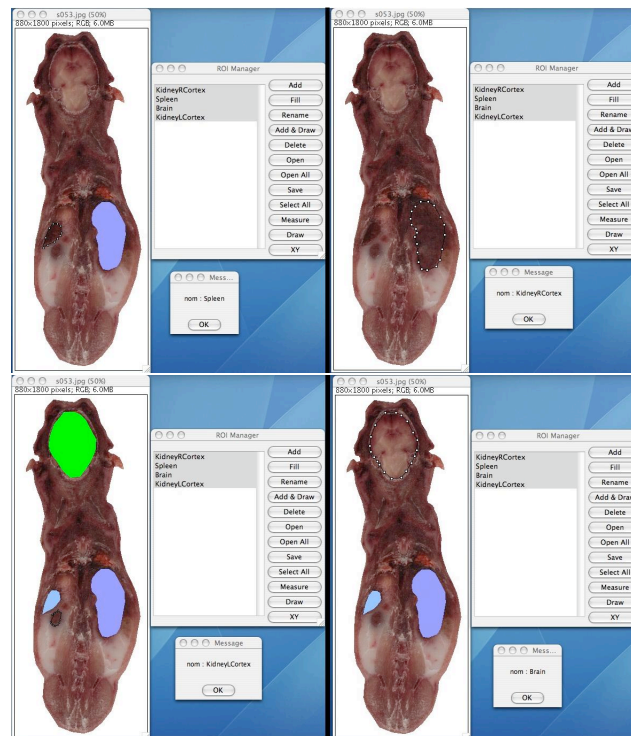 s053.jpg (50%)
880x1800 pixels; RGB; 6.0MB
ROI Manager
KidneyRCortex
Spleen
Brain
KidneyLCortex
Add
Fill
Rename
Add & Draw
Delete
Open
Open All
Save
Select All
Measure
Draw
XY
Mess...
nom : Spleen
OK
s053.jpg (50%)
880x1800 pixels; RGB; 6.0MB
ROI Manager
KidneyRCortex
Spleen
Brain
KidneyLCortex
Add
Fill
Rename
Add & Draw
Delete
Open
Open All
Save
Select All
Measure
Draw
XY
Message
nom : KidneyRCortex
OK
s053.jpg (50%)
880x1800 pixels; RGB; 6.0MB
ROI Manager
KidneyRCortex
Spleen
Brain
KidneyLCortex
Add
Fill
Rename
Add & Draw
Delete
Open
Open All
Save
Select All
Measure
Draw
XY
Message
nom : KidneyLCortex
OK
s053.jpg (50%)
880x1800 pixels; RGB; 6.0MB
ROI Manager
KidneyRCortex
Spleen
Brain
KidneyLCortex
Add
Fill
Rename
Add & Draw
Delete
Open
Open All
Save
Select All
Measure
Draw
XY
Mess...
nom : Brain
OK